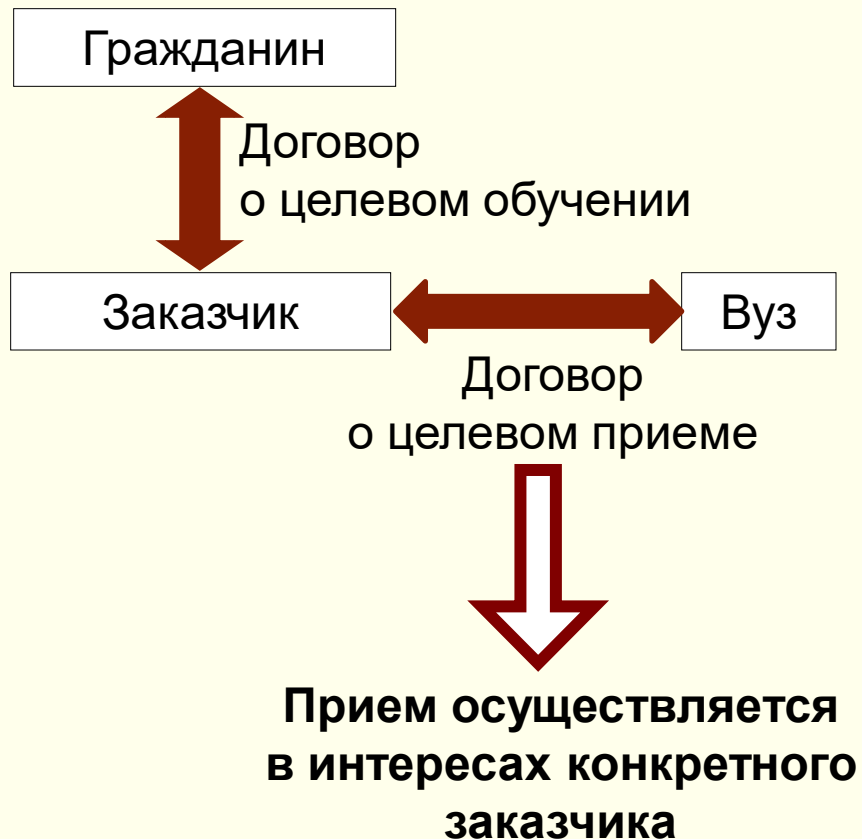 Гражданин
Договор
о целевом обучении
Заказчик
Вуз
Договор
о целевом приеме
Прием осуществляется
в интересах конкретного
заказчика